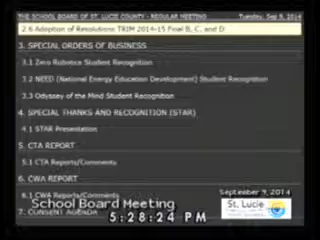 THE SCHOOL BOARD OF ST. LUCIE COUNTY - REGULAR MEETING Tuesday, Sep 9, 2014
2.6 Adoption of Resolutions TRIM 2014-15 Final B, C, and D
3. SPECIAL ORDERS OF BUSINESS
3.1 Zero Robotics Student Recognition
3.2 NEED (National Energy Education Development) Student Recognition
3.3 Odyssey of the Mind Student Recognition
4. SPECIAL THANKS AND RECOGNITION (STAR)
4.1 STAR Presentation
5. CTA REPORT
5.1 CTA Reports/Comments
6. CWA REPORT
6.1 CWA Reports/Comments
7. CONSENT AGENDA
School Board Meeting
5:28:24 PM
September 9, 2014
St. Lucie